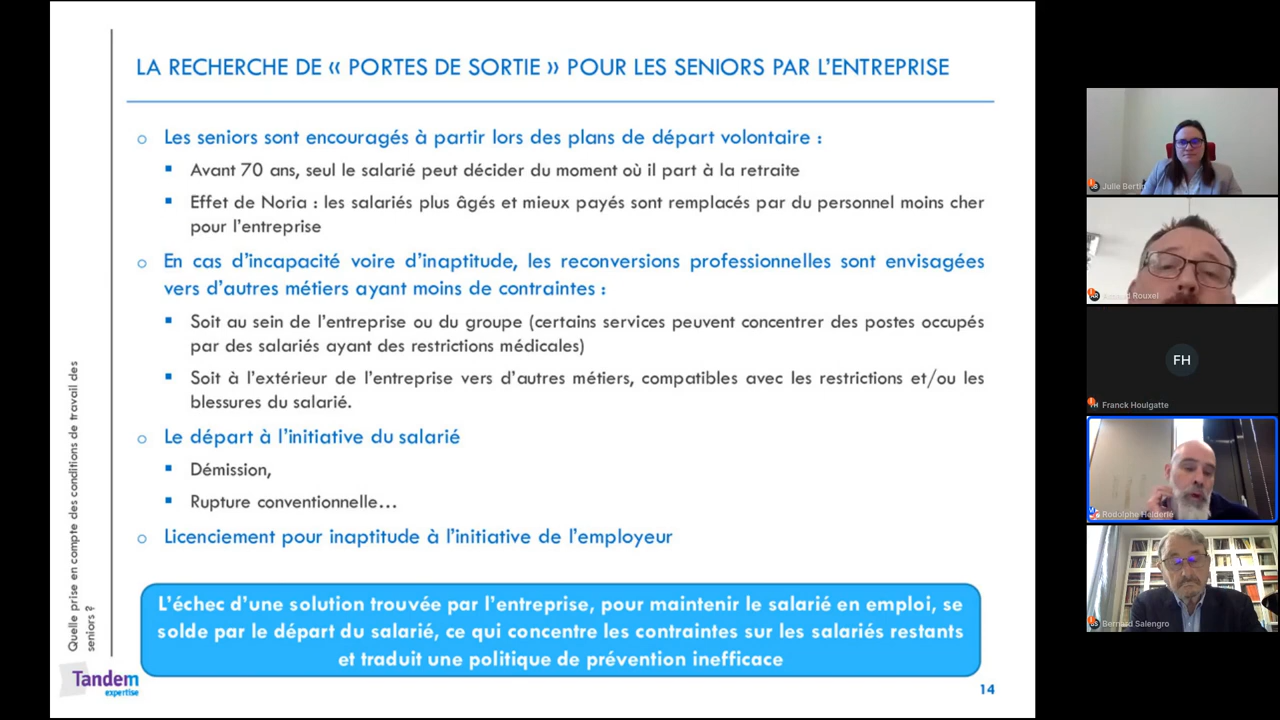 LA RECHERCHE DE « PORTES DE SORTIE » POUR LES SENIORS PAR L'ENTREPRISE
Les seniors sont encouragés à partir lors des plans de départ volontaire :
Avant 70 ans, seul le salarié peut décider du moment où il part à la retraite
Effet de Noria : les salariés plus âgés et mieux payés sont remplacés par du personnel moins cher
pour l'entreprise
En cas d'incapacité voire d'inaptitude, les reconversions professionnelles sont envisagées
vers d'autres métiers ayant moins de contraintes :
Soit au sein de l'entreprise ou du groupe (certains services peuvent concentrer des postes occupés
par des salariés ayant des restrictions médicales)
Soit à l'extérieur de l'entreprise vers d'autres métiers, compatibles avec les restrictions et/ou les
blessures du salarié.
Le départ à l'initiative du salarié
Démission,
Rupture conventionnelle...
Licenciement pour inaptitude à l'initiative de l'employeur
L'échec d'une solution trouvée par l'entreprise, pour maintenir le salarié en emploi, se
solde par le départ du salarié, ce qui concentre les contraintes sur les salariés restants
et traduit une politique de prévention inefficace
Quelle prise en compte des conditions de travail des
seniors ?
Tandem
expertise
14
Julie Bertin
Rouxel
FH
Franck Houlgatte
Rodolphe Helderlé
Bernard Salengro